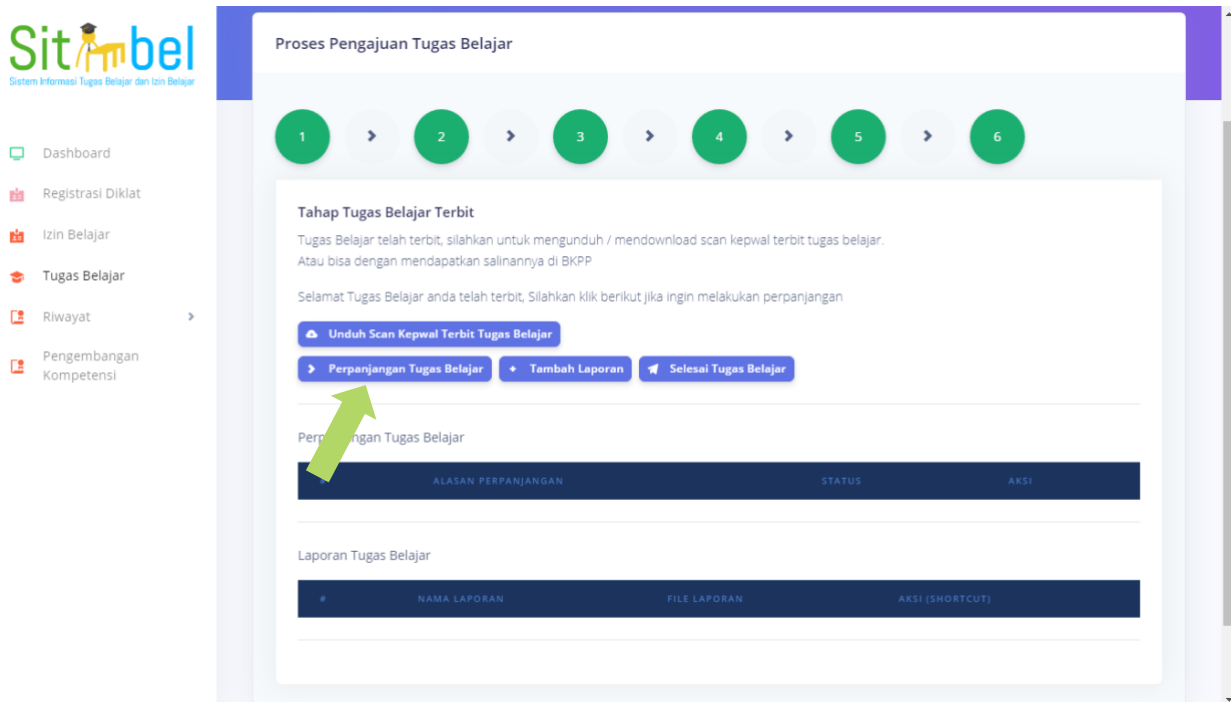 Situbel
Sistem Informasi Tugas Belajar dan Izin Belajar
Dashboard
Registrasi Diklat
Izin Belajar
Tugas Belajar
Riwayat
Pengembangan
Kompetensi
Proses Pengajuan Tugas Belajar
1 2 3 4 5 6
Tahap Tugas Belajar Terbit
Tugas Belajar telah terbit, silahkan untuk mengunduh / mendownload scan kepwal terbit tugas belajar.
Atau bisa dengan mendapatkan salinannya di BKPP
Selamat Tugas Belajar anda telah terbit, Silahkan klik berikut jika ingin melakukan perpanjangan
Unduh Scan Kepwal Terbit Tugas Belajar
Perpanjangan Tugas Belajar + Tambah Laporan Selesai Tugas Belajar
Perpanjangan Tugas Belajar
# ALASAN PERPANJANGAN STATUS AKSI
Laporan Tugas Belajar
# NAMA LAPORAN FILE LAPORAN AKSI (SHORTCUT)